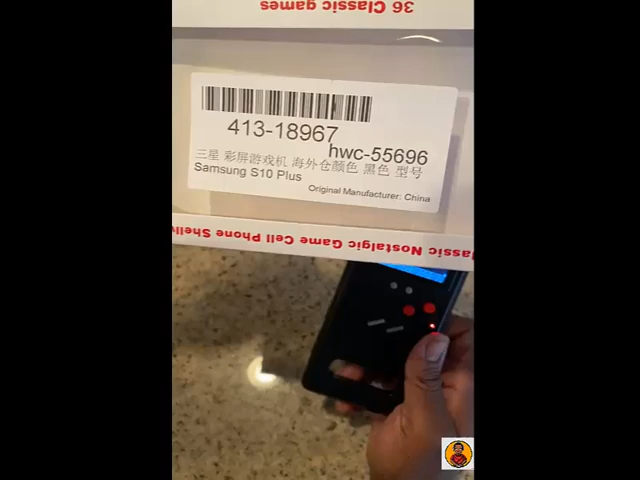 36 Classic games
413-18967
hwc-55696
三星 彩屏游戏机 海外仓颜色 黑色 型号
Samsung S10 Plus
Original Manufacturer: China
Classic Nostalgic Game Cell Phone Shell